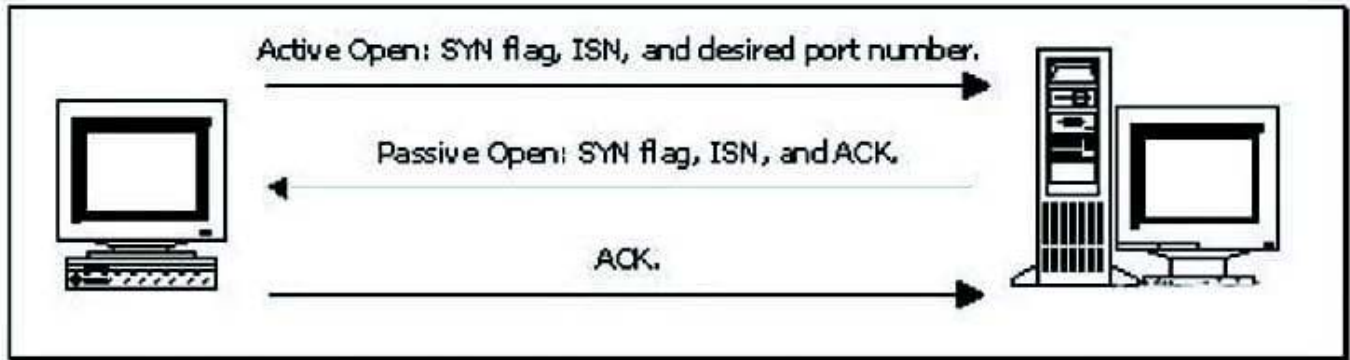 Active Open: SYN flag, ISN, and desired port number.
Passive Open: SYN flag, ISN, and ACK.
ACK.